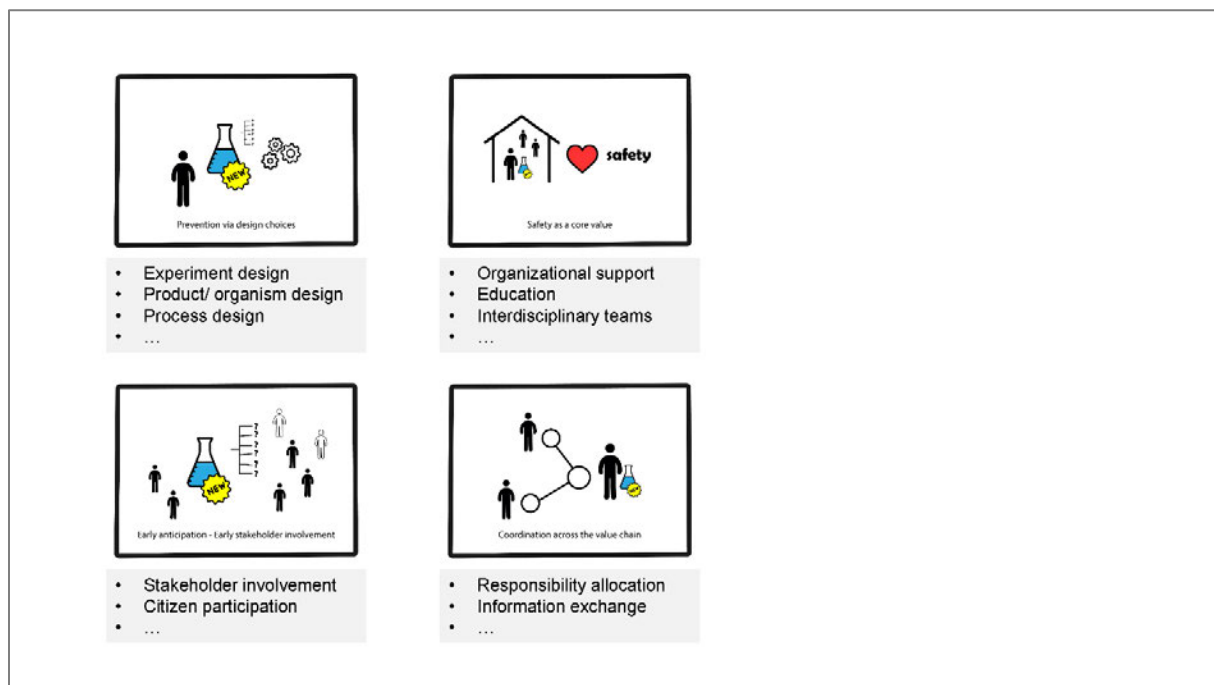 NEW
Prevention via design choices
• Experiment design
• Product/ organism design
• Process design
• …
safety
NEW
Safety as a core value
• Organizational support
• Education
• Interdisciplinary teams
• …
?
?
?
?
?
?
NEW
Early anticipation - Early stakeholder involvement
• Stakeholder involvement
• Citizen participation
• …
NEW
Coordination across the value chain
• Responsibility allocation
• Information exchange
• …